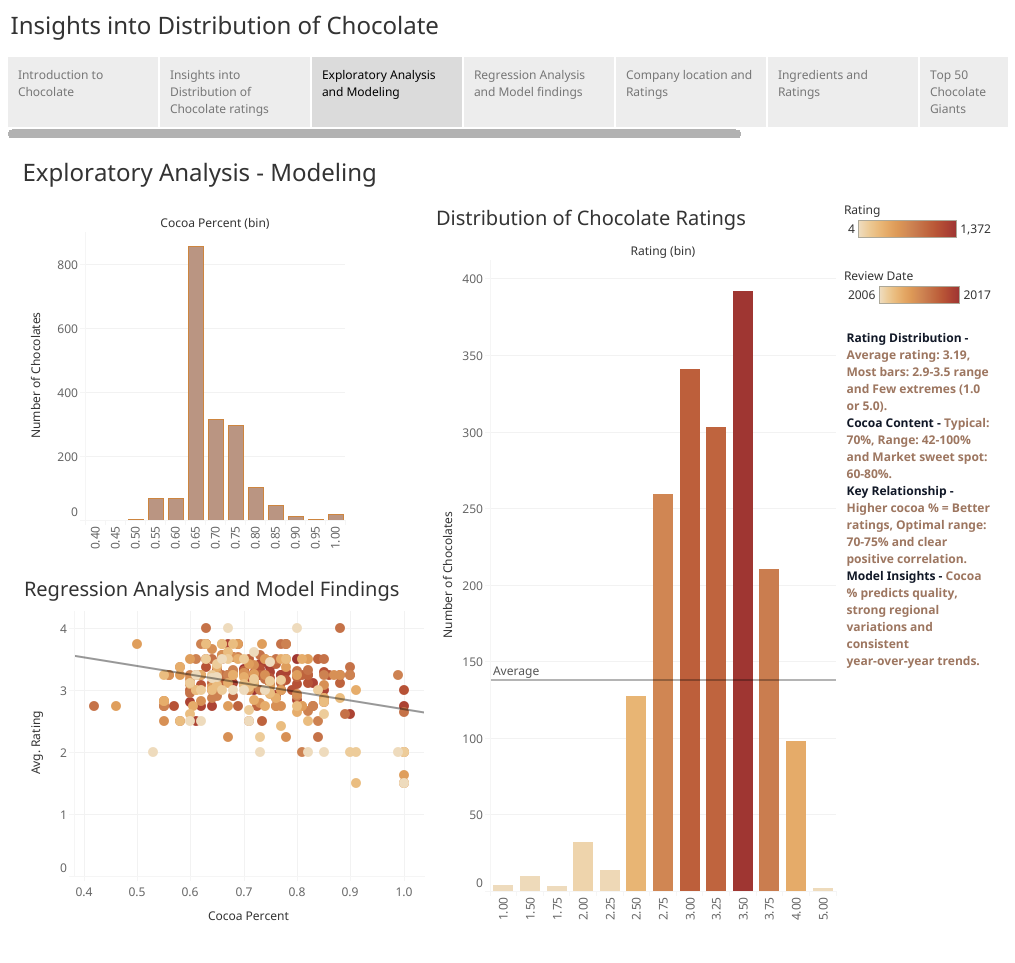 Insights into Distribution of Chocolate
Introduction to
Chocolate
Insights into
Distribution of
Chocolate ratings
Exploratory Analysis
and Modeling
Regression Analysis
and Model findings
Company location and
Ratings
Ingredients and
Ratings
Top 50
Chocolate
Giants
Exploratory Analysis - Modeling
Cocoa Percent (bin)
Number of Chocolates
800
600
400
200
0
0.40
0.45
0.50
0.55
0.60
0.65
0.70
0.75
0.80
0.85
0.90
0.95
1.00
Regression Analysis and Model Findings
Avg. Rating
4
3
2
1
0
0.4
0.5
0.6
0.7
0.8
0.9
1.0
Cocoa Percent
Distribution of Chocolate Ratings
Rating (bin)
Number of Chocolates
400
350
300
250
200
150
100
50
0
Average
1.00
1.50
1.75
2.00
2.25
2.50
2.75
3.00
3.25
3.50
3.75
4.00
5.00
Rating
4
1,372
Review Date
2006
2017
Rating Distribution -
Average rating: 3.19,
Most bars: 2.9-3.5 range
and Few extremes (1.0
or 5.0).
Cocoa Content - Typical:
70%, Range: 42-100%
and Market sweet spot:
60-80%.
Key Relationship -
Higher cocoa % = Better
ratings, Optimal range:
70-75% and clear
positive correlation.
Model Insights - Cocoa
% predicts quality,
strong regional
variations and
consistent
year-over-year trends.